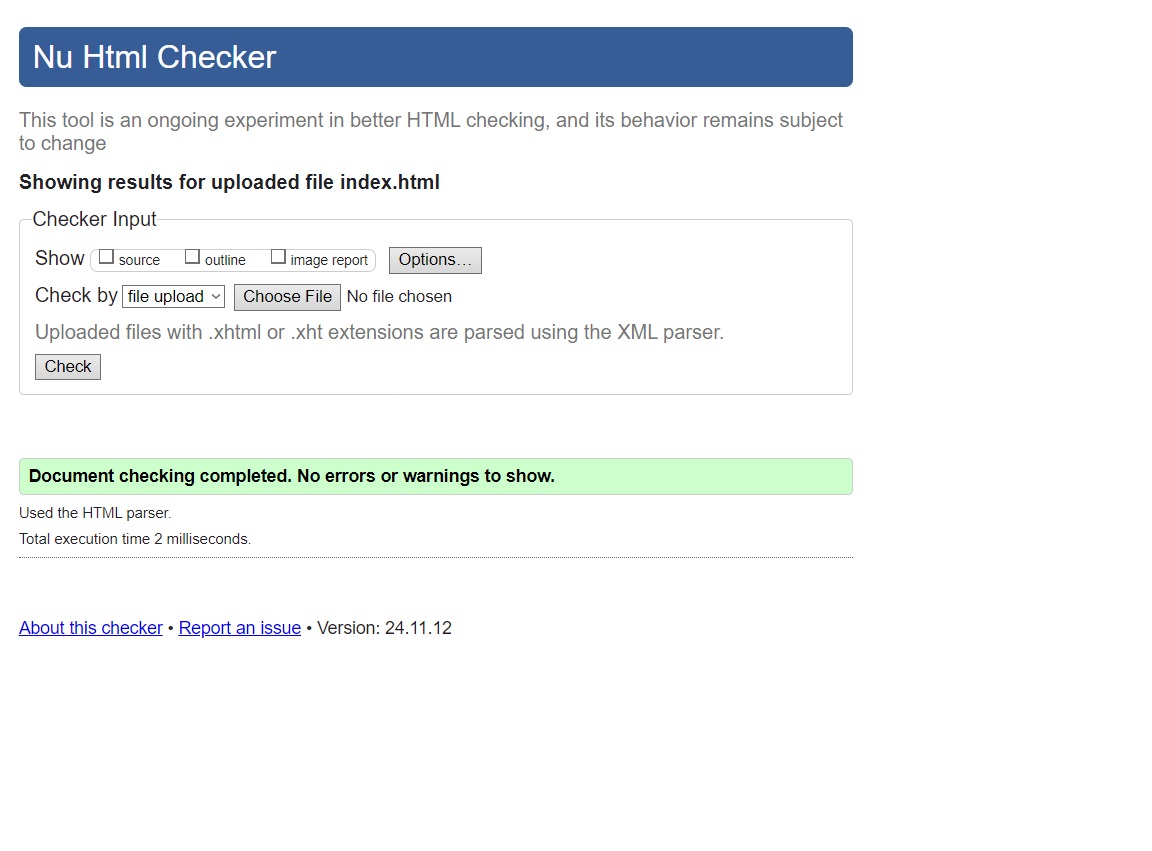 Nu Html Checker
This tool is an ongoing experiment in better HTML checking, and its behavior remains subject
to change
Showing results for uploaded file index.html
Checker Input
Show source outline image report Options…
Check by file upload Choose File No file chosen
Uploaded files with .xhtml or .xht extensions are parsed using the XML parser.
Check
Document checking completed. No errors or warnings to show.
Used the HTML parser.
Total execution time 2 milliseconds.
About this checker • Report an issue • Version: 24.11.12